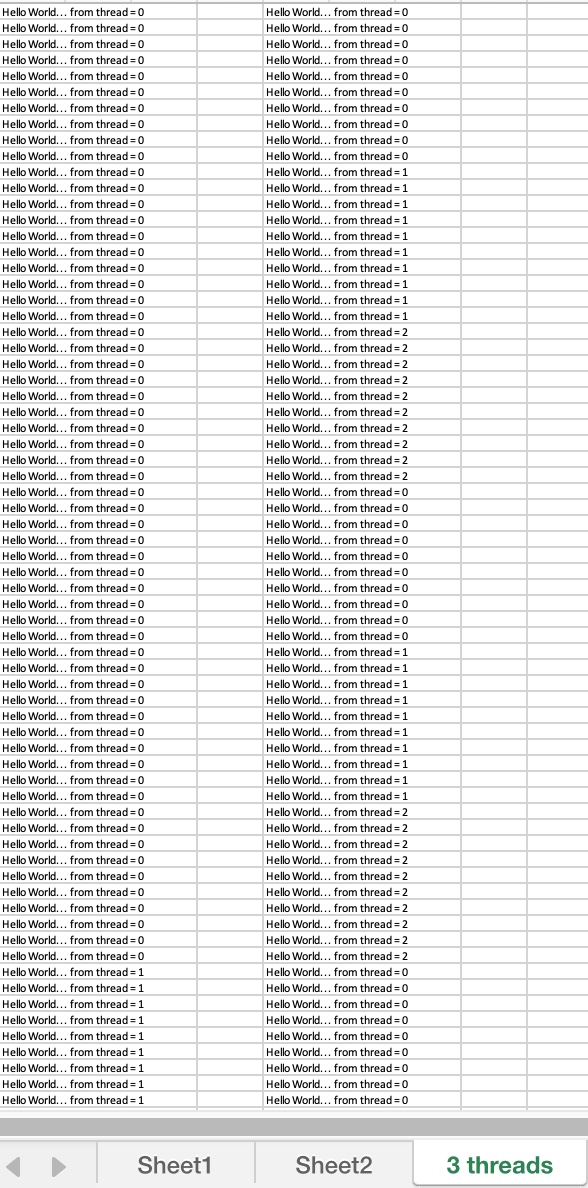 Hello World... from thread = 0 Hello World... from thread = 0
Hello World... from thread = 0 Hello World... from thread = 0
Hello World... from thread = 0 Hello World... from thread = 0
Hello World... from thread = 0 Hello World... from thread = 0
Hello World... from thread = 0 Hello World... from thread = 0
Hello World... from thread = 0 Hello World... from thread = 0
Hello World... from thread = 0 Hello World... from thread = 0
Hello World... from thread = 0 Hello World... from thread = 0
Hello World... from thread = 0 Hello World... from thread = 0
Hello World... from thread = 0 Hello World... from thread = 0
Hello World... from thread = 0 Hello World... from thread = 1
Hello World... from thread = 0 Hello World... from thread = 1
Hello World... from thread = 0 Hello World... from thread = 1
Hello World... from thread = 0 Hello World... from thread = 1
Hello World... from thread = 0 Hello World... from thread = 1
Hello World... from thread = 0 Hello World... from thread = 1
Hello World... from thread = 0 Hello World... from thread = 1
Hello World... from thread = 0 Hello World... from thread = 1
Hello World... from thread = 0 Hello World... from thread = 1
Hello World... from thread = 0 Hello World... from thread = 1
Hello World... from thread = 0 Hello World... from thread = 2
Hello World... from thread = 0 Hello World... from thread = 2
Hello World... from thread = 0 Hello World... from thread = 2
Hello World... from thread = 0 Hello World... from thread = 2
Hello World... from thread = 0 Hello World... from thread = 2
Hello World... from thread = 0 Hello World... from thread = 2
Hello World... from thread = 0 Hello World... from thread = 2
Hello World... from thread = 0 Hello World... from thread = 2
Hello World... from thread = 0 Hello World... from thread = 2
Hello World... from thread = 0 Hello World... from thread = 2
Hello World... from thread = 0 Hello World... from thread = 0
Hello World... from thread = 0 Hello World... from thread = 0
Hello World... from thread = 0 Hello World... from thread = 0
Hello World... from thread = 0 Hello World... from thread = 0
Hello World... from thread = 0 Hello World... from thread = 0
Hello World... from thread = 0 Hello World... from thread = 0
Hello World... from thread = 0 Hello World... from thread = 0
Hello World... from thread = 0 Hello World... from thread = 0
Hello World... from thread = 0 Hello World... from thread = 0
Hello World... from thread = 0 Hello World... from thread = 0
Hello World... from thread = 0 Hello World... from thread = 1
Hello World... from thread = 0 Hello World... from thread = 1
Hello World... from thread = 0 Hello World... from thread = 1
Hello World... from thread = 0 Hello World... from thread = 1
Hello World... from thread = 0 Hello World... from thread = 1
Hello World... from thread = 0 Hello World... from thread = 1
Hello World... from thread = 0 Hello World... from thread = 1
Hello World... from thread = 0 Hello World... from thread = 1
Hello World... from thread = 0 Hello World... from thread = 1
Hello World... from thread = 0 Hello World... from thread = 1
Hello World... from thread = 0 Hello World... from thread = 2
Hello World... from thread = 0 Hello World... from thread = 2
Hello World... from thread = 0 Hello World... from thread = 2
Hello World... from thread = 0 Hello World... from thread = 2
Hello World... from thread = 0 Hello World... from thread = 2
Hello World... from thread = 0 Hello World... from thread = 2
Hello World... from thread = 0 Hello World... from thread = 2
Hello World... from thread = 0 Hello World... from thread = 2
Hello World... from thread = 0 Hello World... from thread = 2
Hello World... from thread = 0 Hello World... from thread = 2
Hello World... from thread = 1 Hello World... from thread = 0
Hello World... from thread = 1 Hello World... from thread = 0
Hello World... from thread = 1 Hello World... from thread = 0
Hello World... from thread = 1 Hello World... from thread = 0
Hello World... from thread = 1 Hello World... from thread = 0
Hello World... from thread = 1 Hello World... from thread = 0
Hello World... from thread = 1 Hello World... from thread = 0
Hello World... from thread = 1 Hello World... from thread = 0
Hello World... from thread = 1 Hello World... from thread = 0
Sheet1 Sheet2 3 threads